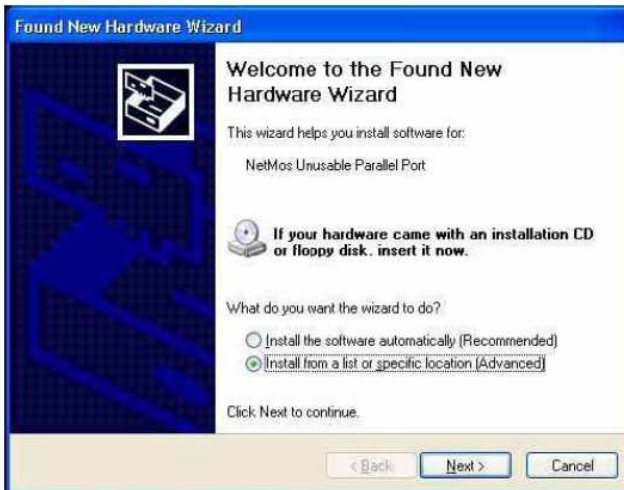 Found New Hardware Wizard
Welcome to the Found New
Hardware Wizard
This wizard helps you install software for:
NetMos Unusable Parallel Port
If your hardware came with an installation CD
or floppy disk, insert it now.
What do you want the wizard to do?
Install the software automatically (Recommended)
Install from a list or specific location (Advanced)
Click Next to continue.
< Back
Next >
Cancel